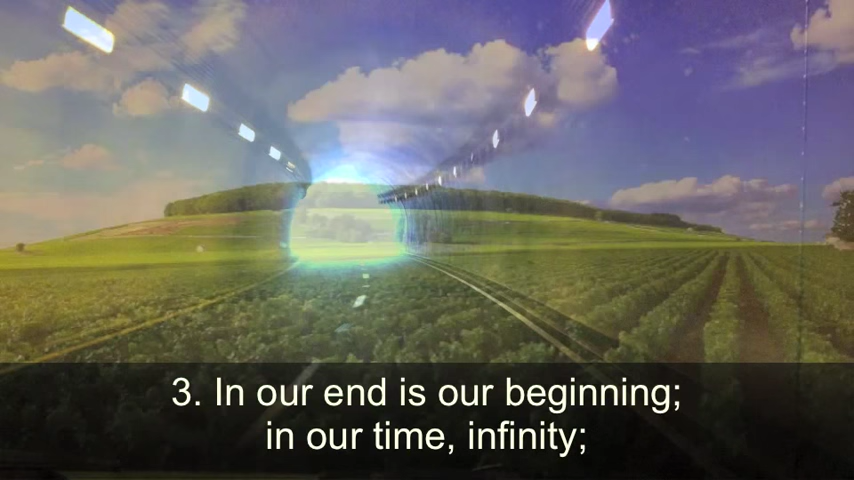 3. In our end is our beginning;
in our time, infinity;